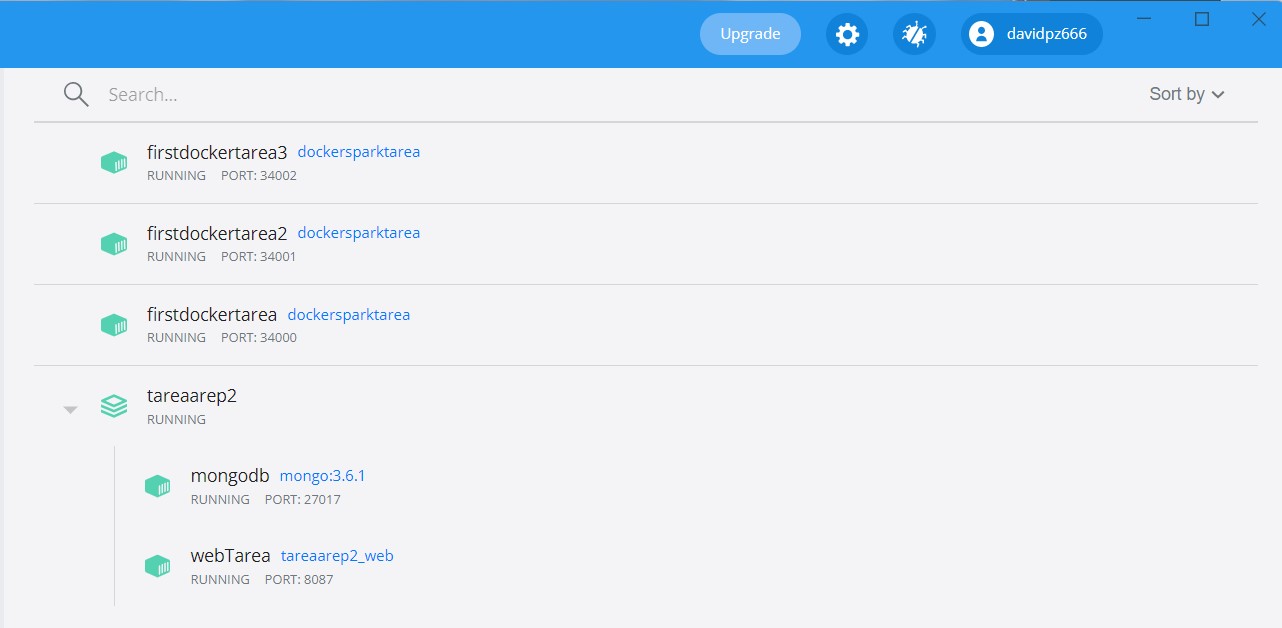 Upgrade davidpz666
Search... Sort by
firstdockertarea3 dockersparktarea
RUNNING PORT: 34002
firstdockertarea2 dockersparktarea
RUNNING PORT: 34001
firstdockertarea dockersparktarea
RUNNING PORT: 34000
tareaarep2
RUNNING
mongodb mongo:3.6.1
RUNNING PORT: 27017
webTarea tareaarep2_web
RUNNING PORT: 8087